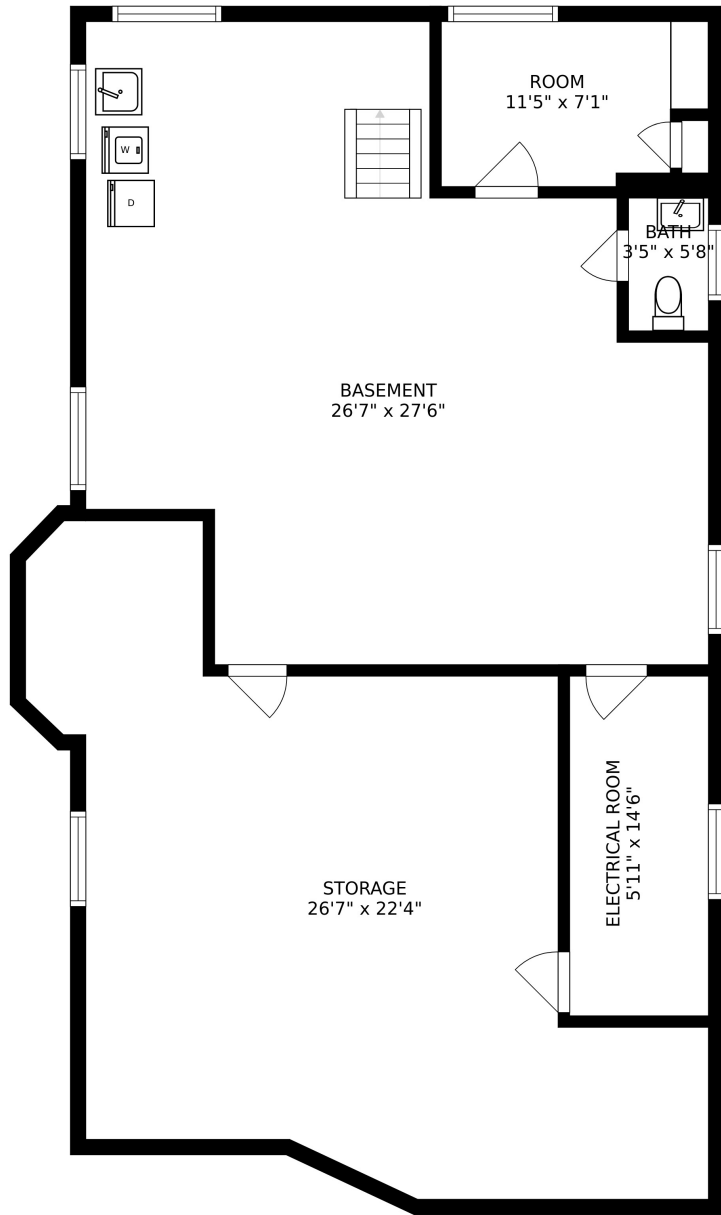 ROOM
11'5" x 7'1"
W
D
BATH
3'5" x 5'8"
BASEMENT
26'7" x 27'6"
ELECTRICAL ROOM
5'11" x 14'6"
STORAGE
26'7" x 22'4"